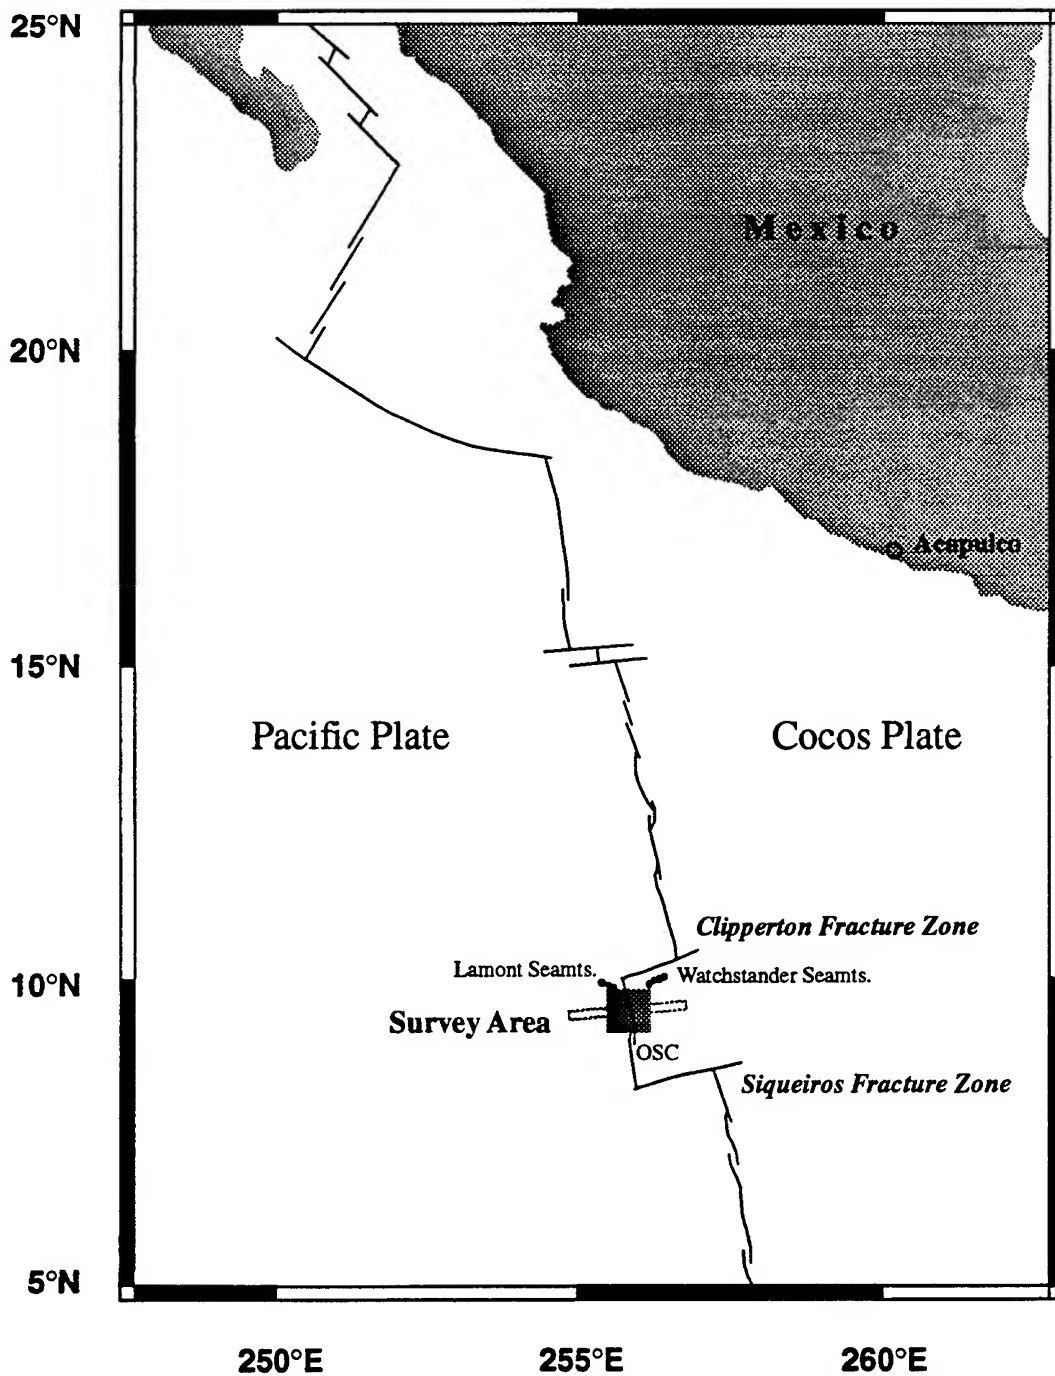 25°N
Mexico
20°N
Acapulco
15°N
Pacific Plate
Cocos Plate
Clipperton Fracture Zone
10°N
Lamont Seamts.
Watchstander Seamts.
Survey Area
OSC
Siqueiros Fracture Zone
5°N
250°E
255°E
260°E